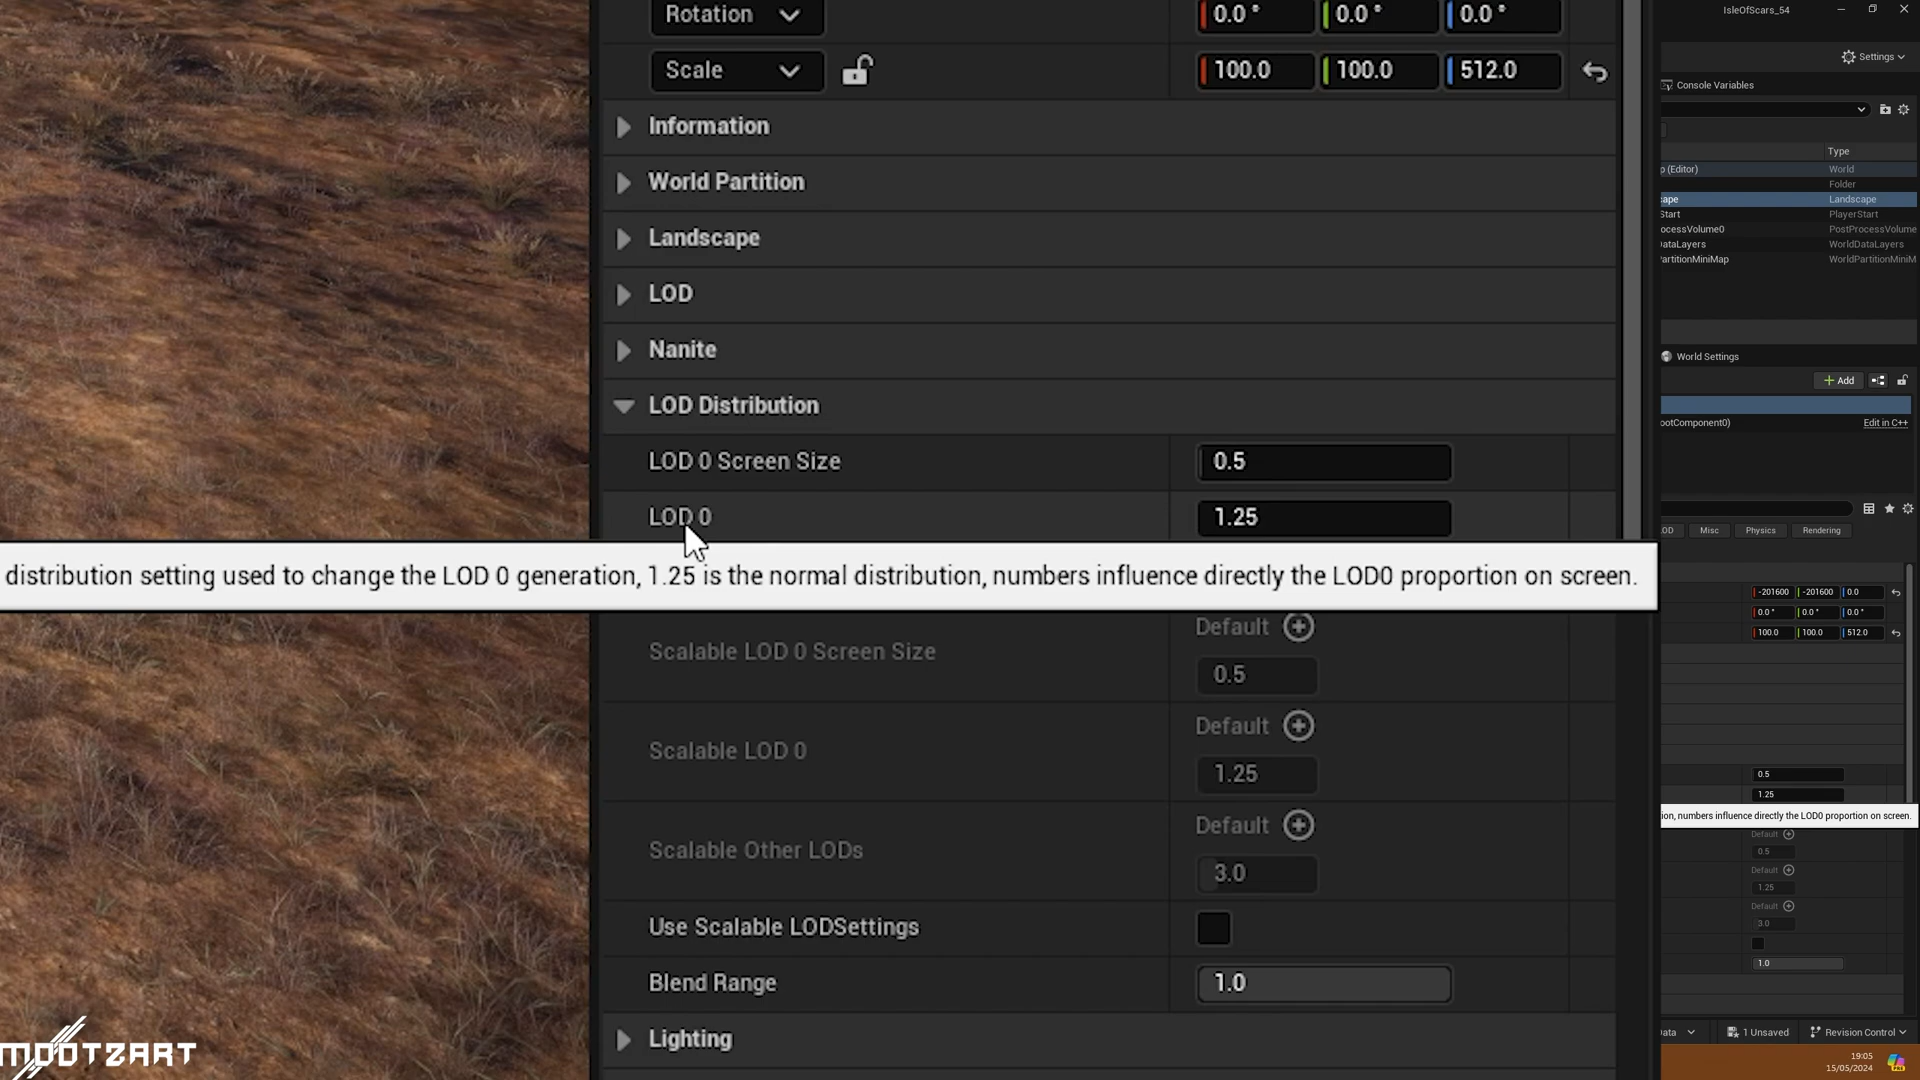 Rotation
0.0 °
0.0 °
0.0 °
Scale
100.0
100.0
512.0
Information
World Partition
Landscape
LOD
Nanite
LOD Distribution
LOD 0 Screen Size
0.5
LOD 0
1.25
distribution setting used to change the LOD 0 generation, 1.25 is the normal distribution, numbers influence directly the LOD0 proportion on screen.
Default
Scalable LOD 0 Screen Size
0.5
Default
Scalable LOD 0
1.25
Default
Scalable Other LODs
3.0
Use Scalable LODSettings
Blend Range
1.0
Lighting
MOOTZART
IsleOfScars_54
Settings
Console Variables
Type
p (Editor)
World
Folder
ape
Landscape
Start
PlayerStart
ocessVolume0
PostProcessVolume
DataLayers
WorldDataLayers
PartitionMiniMap
WorldPartitionMiniM
World Settings
Add
ootComponent0)
Edit in C++
OD
Misc
Physics
Rendering
-201600
-201600
0.0
0.0 °
0.0 °
0.0 °
100.0
100.0
512.0
0.5
1.25
ion, numbers influence directly the LOD0 proportion on screen.
Default
0.5
Default
1.25
Default
3.0
1.0
Data
1 Unsaved
Revision Control
19:05
15/05/2024